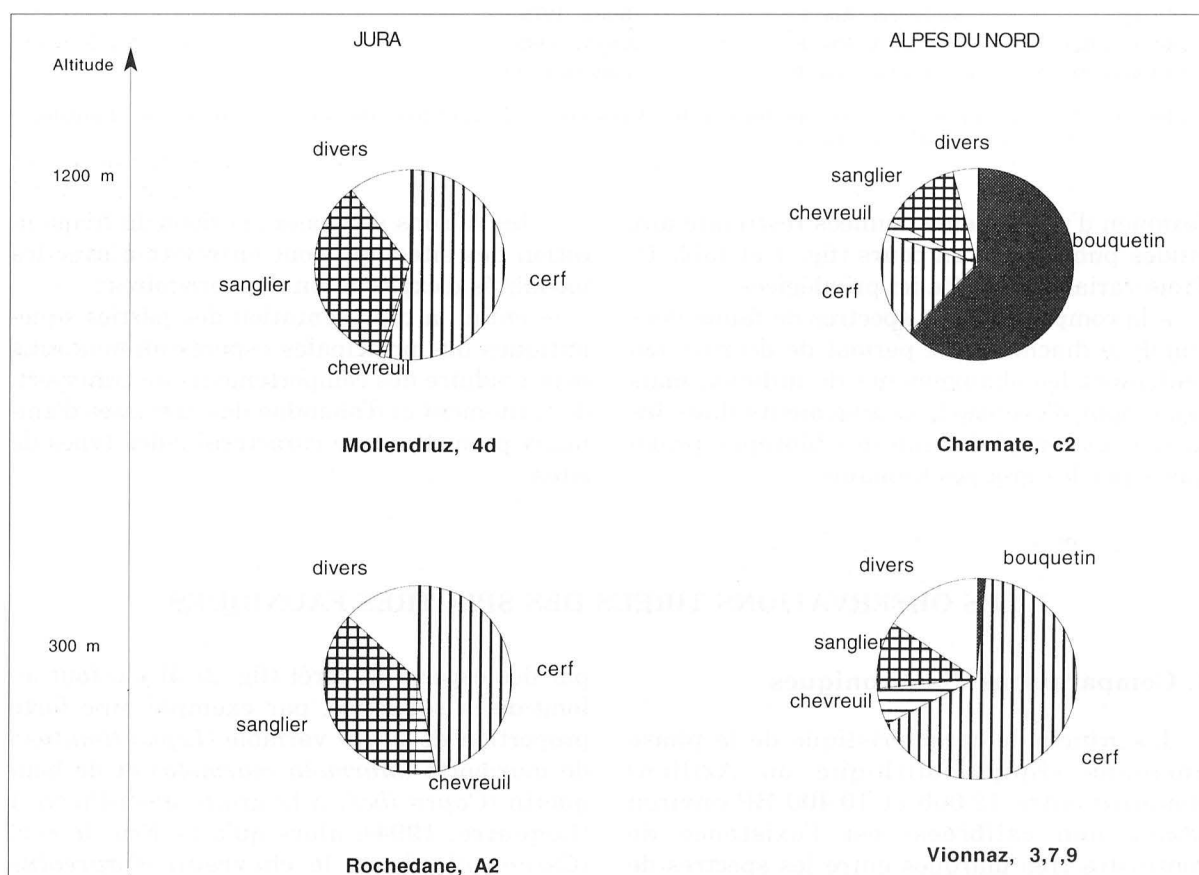 JURA
ALPES DU NORD
Altitude
1200 m
divers
sanglier
cerf
chevreuil
Mollendruz, 4d
divers
sanglier
chevreuil
bouquetin
cerf
Charmate, c2
300 m
divers
cerf
sanglier
chevreuil
Rochedane, A2
divers
bouquetin
sanglier
chevreuil
cerf
Vionnaz, 3,7,9